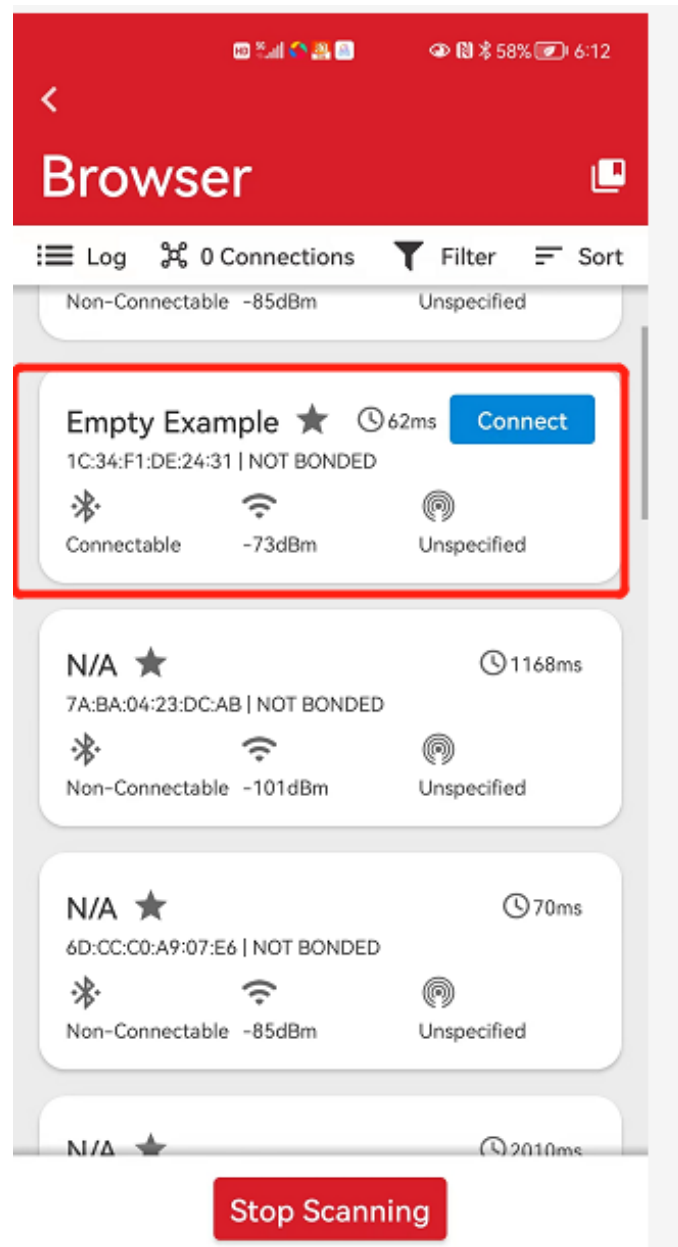 HD 58% 6:12
Browser
Log 0 Connections Filter Sort
Non-Connectable -85dBm Unspecified
Empty Example 62ms Connect
1C:34:F1:DE:24:31 | NOT BONDED
Connectable -73dBm Unspecified
N/A 1168ms
7A:BA:04:23:DC:AB | NOT BONDED
Non-Connectable -101dBm Unspecified
N/A 70ms
6D:CC:C0:A9:07:E6 | NOT BONDED
Non-Connectable -85dBm Unspecified
N/A 2010ms
Stop Scanning